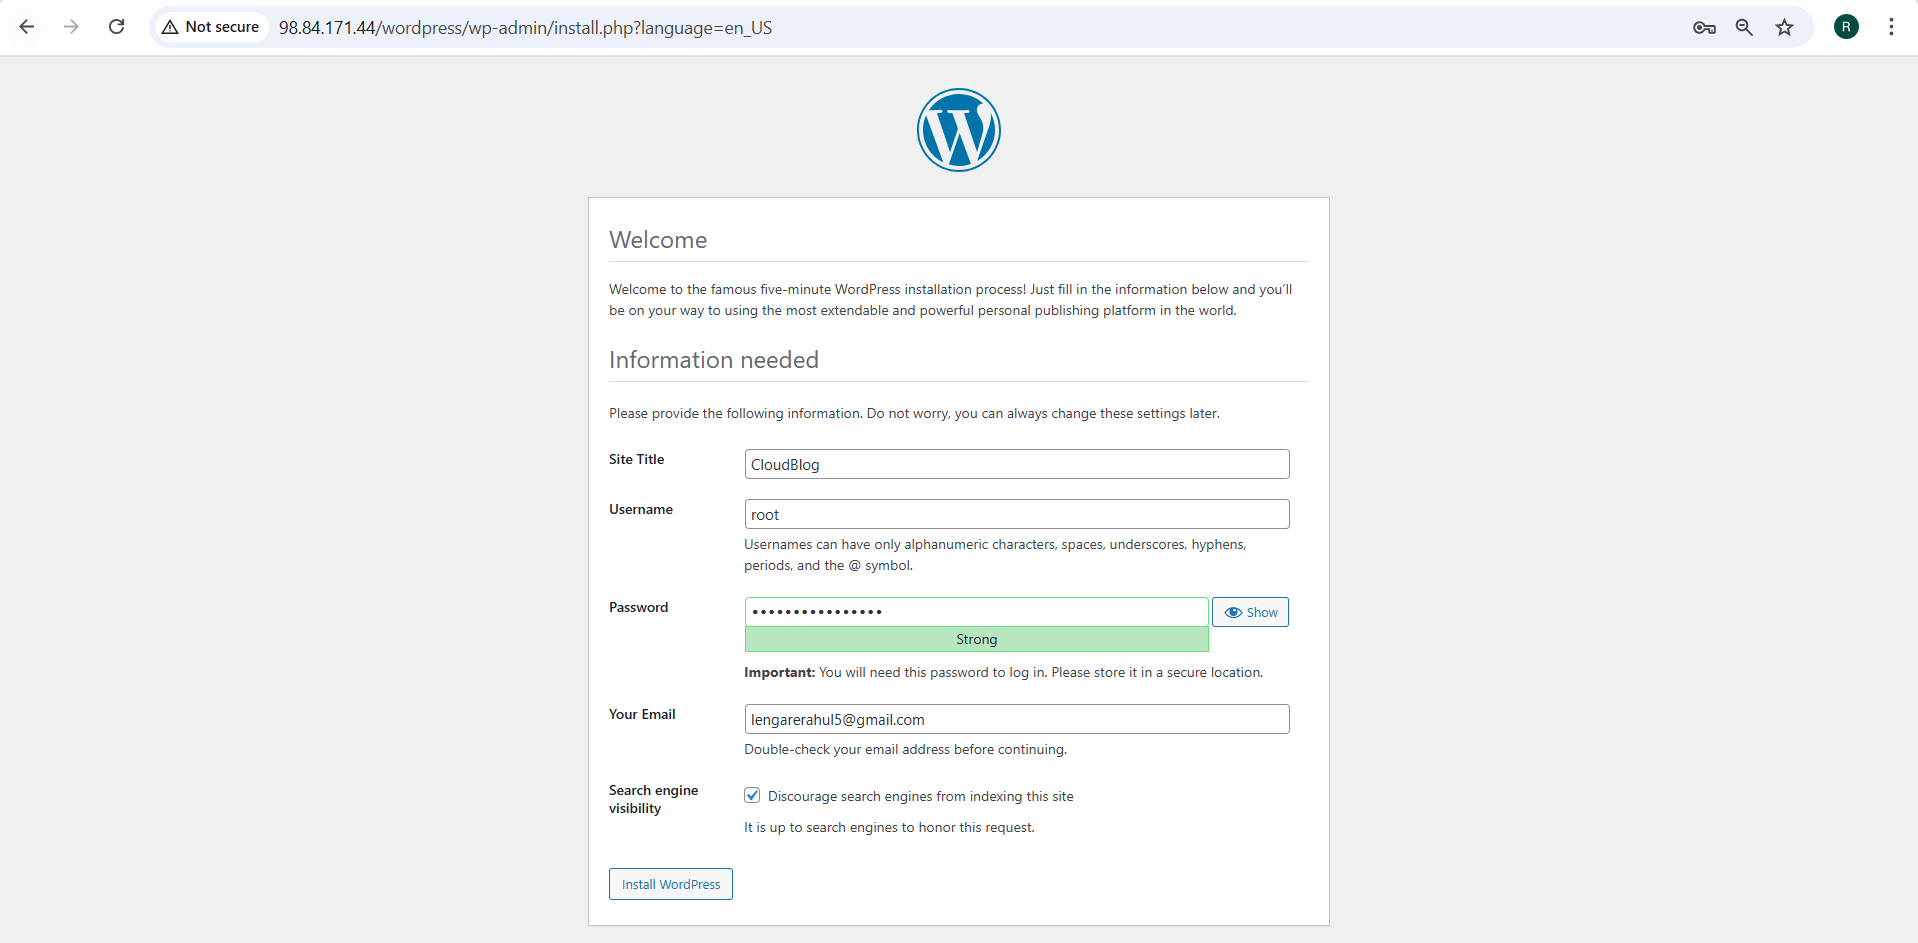 Not secure 98.84.171.44/wordpress/wp-admin/install.php?language=en_US
R
Welcome
Welcome to the famous five-minute WordPress installation process! Just fill in the information below and you’ll
be on your way to using the most extendable and powerful personal publishing platform in the world.
Information needed
Please provide the following information. Do not worry, you can always change these settings later.
Site Title
CloudBlog
Username
root
Usernames can have only alphanumeric characters, spaces, underscores, hyphens,
periods, and the @ symbol.
Password
••••••••••••••••
Show
Strong
Important: You will need this password to log in. Please store it in a secure location.
Your Email
lengarerahul5@gmail.com
Double-check your email address before continuing.
Search engine
visibility
Discourage search engines from indexing this site
It is up to search engines to honor this request.
Install WordPress